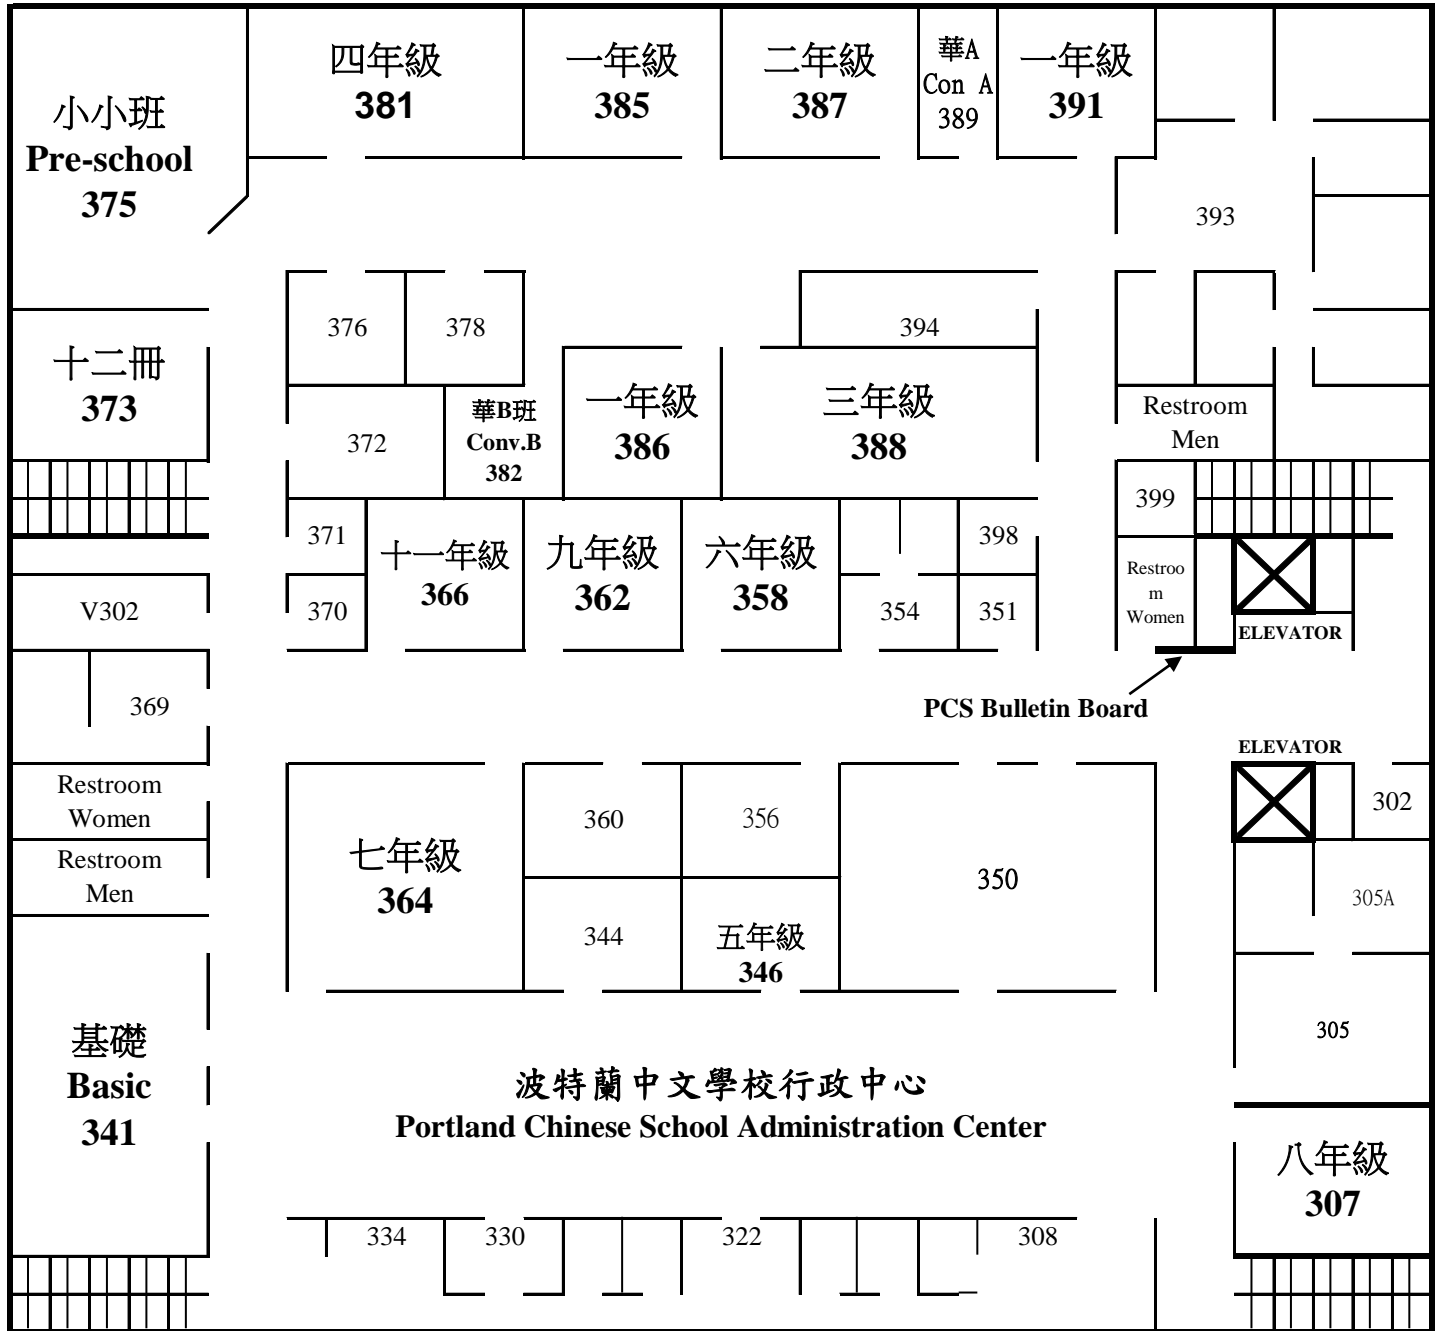 四年級
381
一年級
385
二年級
387
華A
Con A
389
一年級
391
小小班
Pre-school
375
393
376
378
394
十二冊
373
372
華B班
Conv.B
382
一年級
386
三年級
388
Restroom
Men
399
371
十一年級
366
九年級
362
六年級
358
398
V302
370
354
351
Restroo
m
Women
ELEVATOR
369
PCS Bulletin Board
ELEVATOR
Restroom
Women
360
356
302
Restroom
Men
七年級
364
350
305A
344
五年級
346
基礎
Basic
341
305
波特蘭中文學校行政中心
Portland Chinese School Administration Center
八年級
307
334
330
322
308